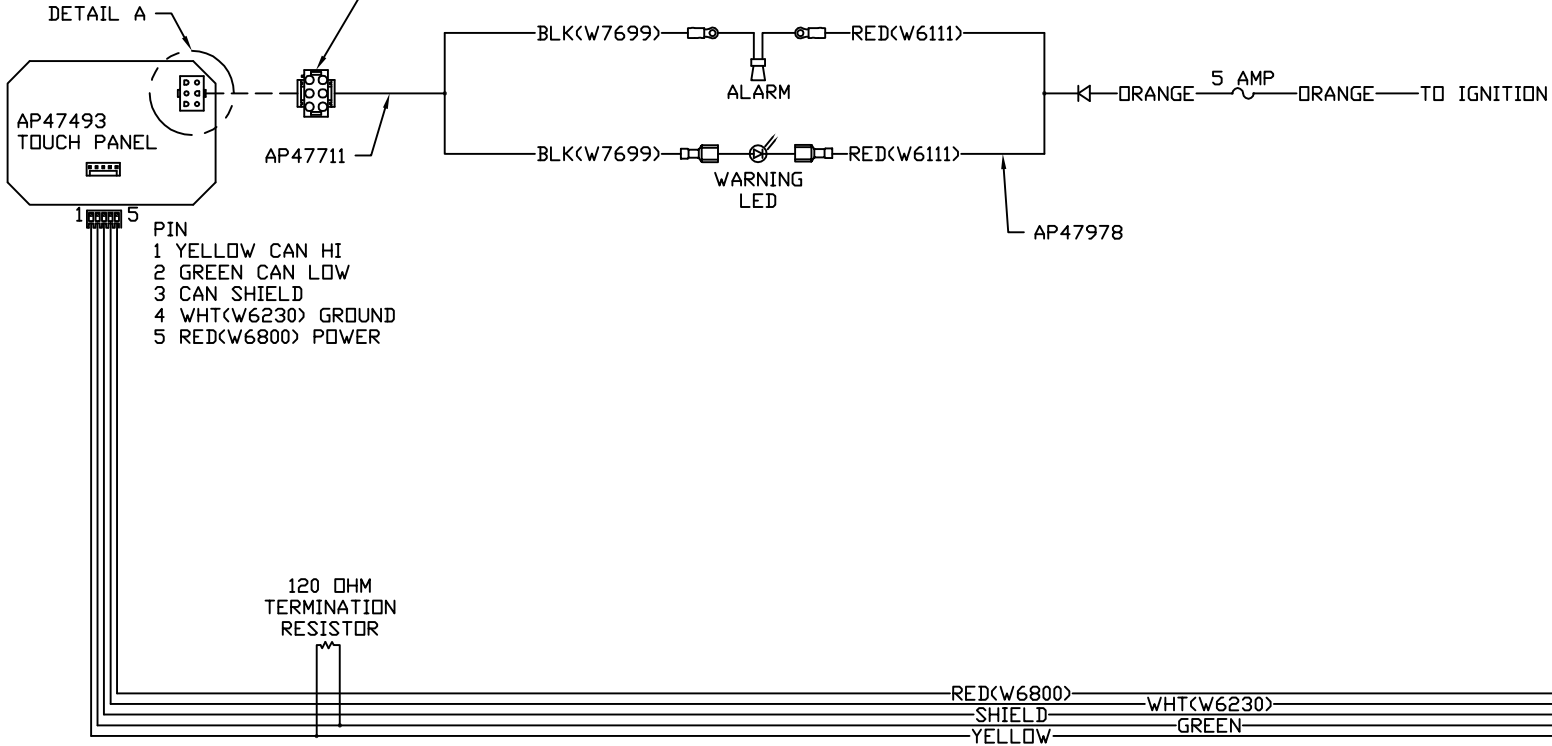 DETAIL A
BLK(W7699)
RED(W6111)
ALARM
5 AMP
ORANGE
ORANGE
TO IGNITION
AP47493
TOUCH PANEL
AP47711
BLK(W7699)
RED(W6111)
WARNING
LED
AP47978
1
5
PIN
1 YELLOW CAN HI
2 GREEN CAN LOW
3 CAN SHIELD
4 WHT(W6230) GROUND
5 RED(W6800) POWER
120 OHM
TERMINATION
RESISTOR
RED(W6800)
WHT(W6230)
SHIELD
GREEN
YELLOW